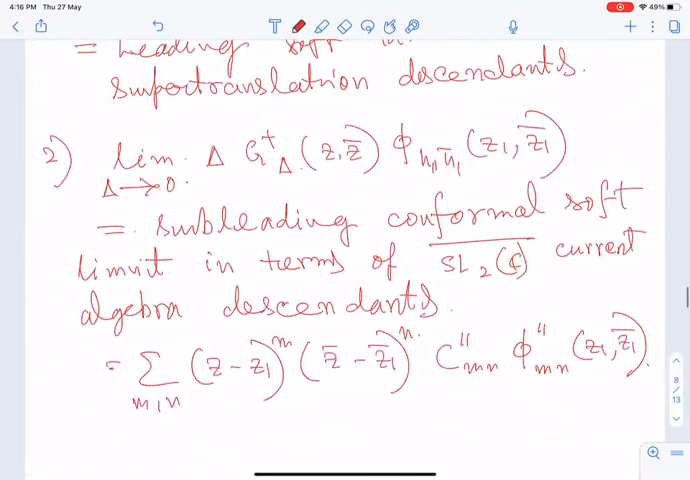 4:16 PM Thu 27 May
49%
= Leading soft in
supertranslation descendants.
2) lim Δ→0 Δ G⁺_Δ (z, z̄) ϕ_{h₁h̄₁} (z₁, z̄₁)
= subleading conformal soft
limit in terms of \overline{SL₂(C)} current
algebra descendants.
= Σ_{m,n} (z − z₁)^m (z̄ − z̄₁)^n C''_{mn} ϕ''_{mn} (z₁, z̄₁).
8
/
13